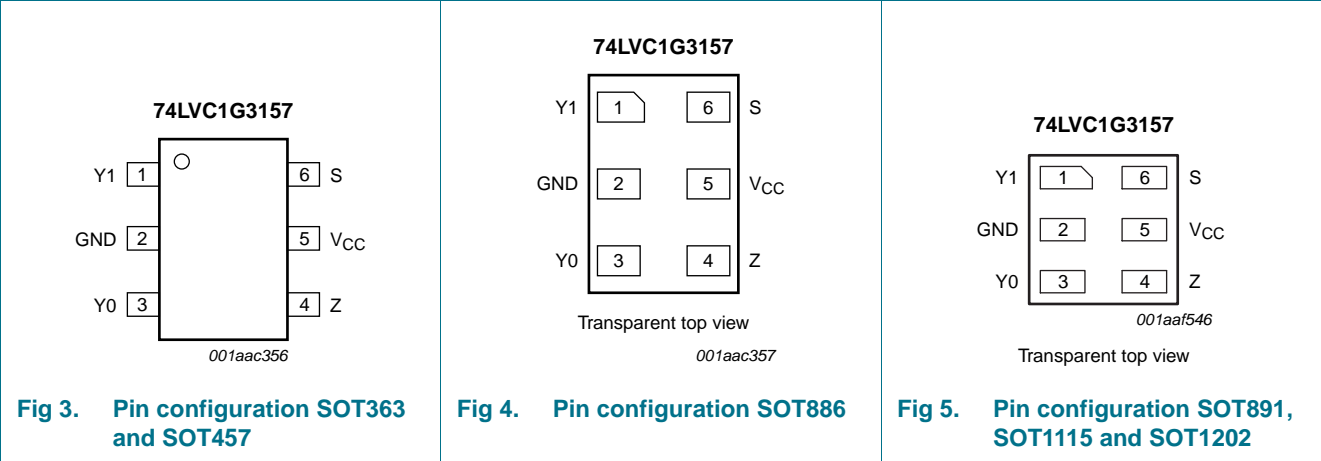 74LVC1G3157
Y1 1 6 S
GND 2 5 VCC
Y0 3 4 Z
001aac356
Fig 3. Pin configuration SOT363
and SOT457
74LVC1G3157
Y1 1 6 S
GND 2 5 VCC
Y0 3 4 Z
Transparent top view
001aac357
Fig 4. Pin configuration SOT886
74LVC1G3157
Y1 1 6 S
GND 2 5 VCC
Y0 3 4 Z
001aaf546
Transparent top view
Fig 5. Pin configuration SOT891,
SOT1115 and SOT1202